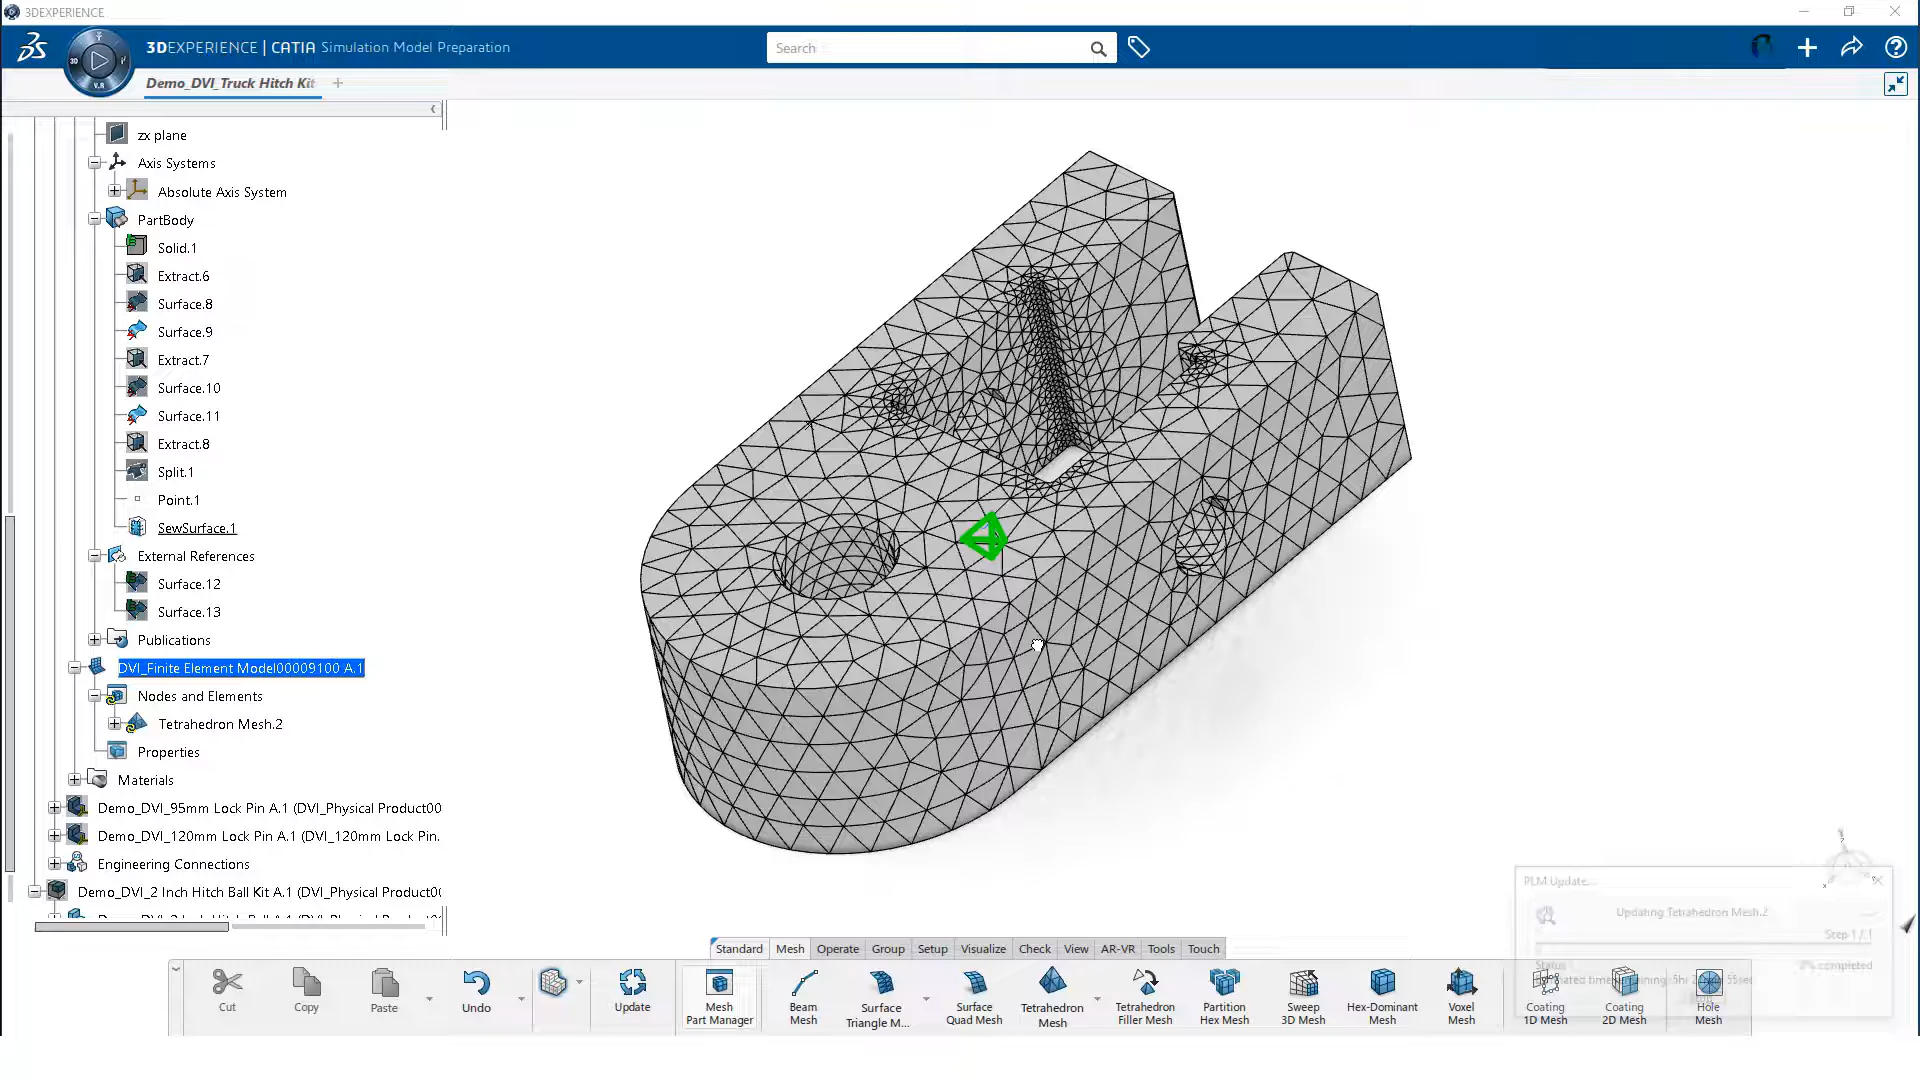 3DEXPERIENCE
3DEXPERIENCE | CATIA Simulation Model Preparation
Search
3D
V.R
Demo_DVI_Truck Hitch Kit
zx plane
Axis Systems
Absolute Axis System
PartBody
Solid.1
Extract.6
Surface.8
Surface.9
Extract.7
Surface.10
Surface.11
Extract.8
Split.1
Point.1
SewSurface.1
External References
Surface.12
Surface.13
Publications
DVI_Finite Element Model00009100 A.1
Nodes and Elements
Tetrahedron Mesh.2
Properties
Materials
Demo_DVI_95mm Lock Pin A.1 (DVI_Physical Product00
Demo_DVI_120mm Lock Pin A.1 (DVI_120mm Lock Pin.
Engineering Connections
Demo_DVI_2 Inch Hitch Ball Kit A.1 (DVI_Physical Product00
PLM Update...
Updating Tetrahedron Mesh.2
Step 1 / 1
Status
completed
Standard Mesh Operate Group Setup Visualize Check View AR-VR Tools Touch
Cut
Copy
Paste
Undo
Update
Mesh Part Manager
Beam Mesh
Surface Triangle M...
Surface Quad Mesh
Tetrahedron Mesh
Tetrahedron Filler Mesh
Partition Hex Mesh
Sweep 3D Mesh
Hex-Dominant Mesh
Voxel Mesh
Coating 1D Mesh
Coating 2D Mesh
Hole Mesh